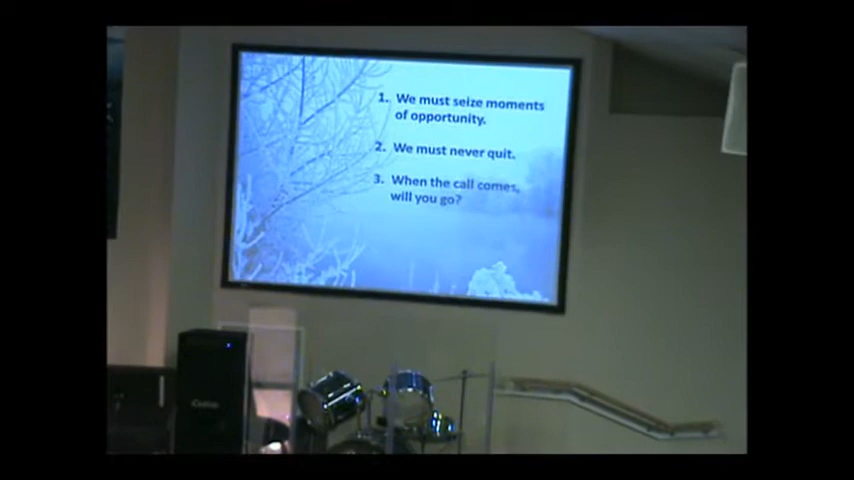 1. We must seize moments
of opportunity.
2. We must never quit.
3. When the call comes,
will you go?